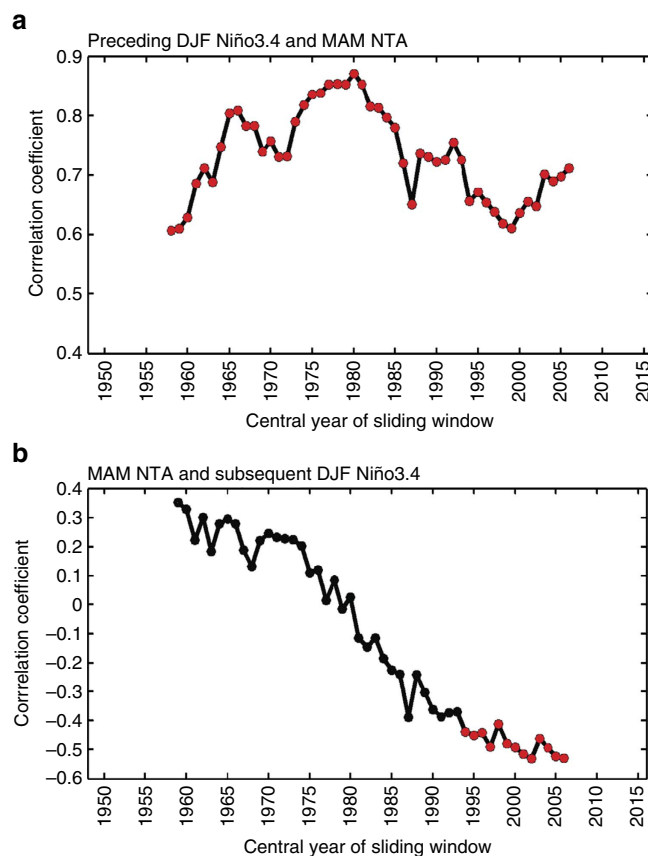 a
Preceding DJF Niño3.4 and MAM NTA
Corrrelation coefficient
0.9
0.8
0.7
0.6
0.5
0.4
1950 1955 1960 1965 1970 1975 1980 1985 1990 1995 2000 2005 2010 2015
Central year of sliding window
b
MAM NTA and subsequent DJF Niño3.4
Corrrelation coefficient
0.4
0.3
0.2
0.1
0
−0.1
−0.2
−0.3
−0.4
−0.5
−0.6
1950 1955 1960 1965 1970 1975 1980 1985 1990 1995 2000 2005 2010 2015
Central year of sliding window